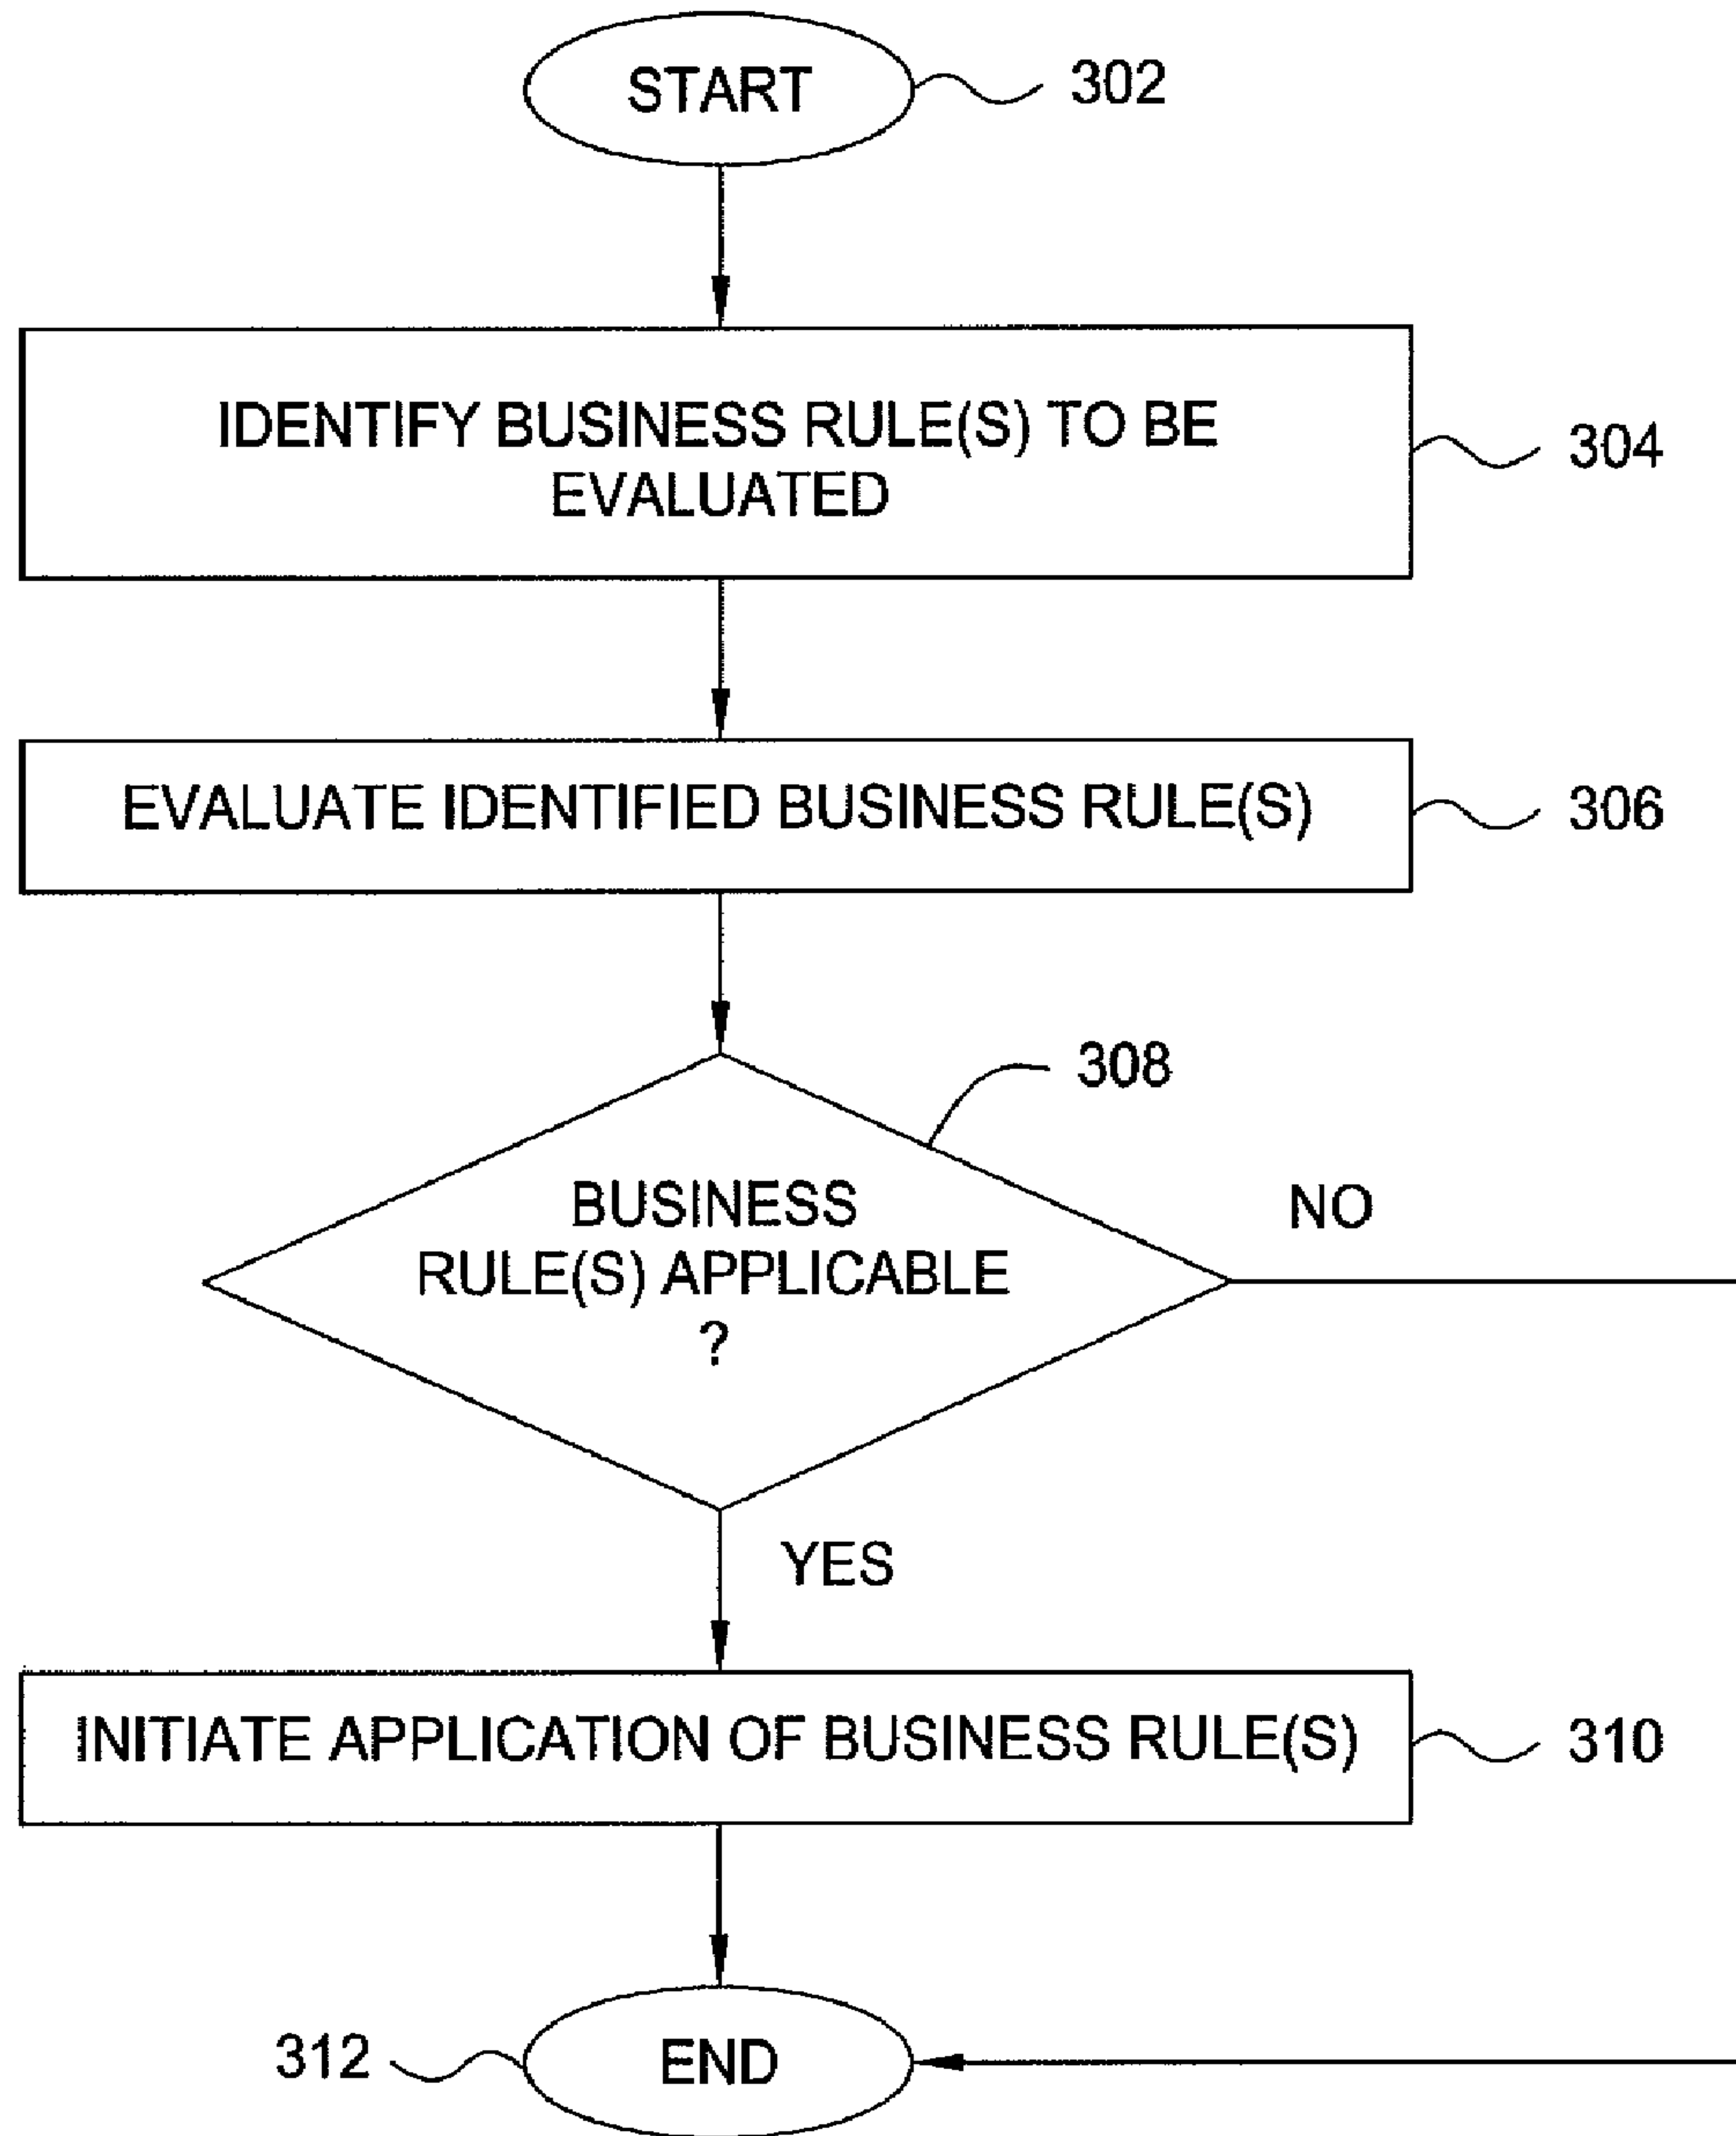 START
302
IDENTIFY BUSINESS RULE(S) TO BE
EVALUATED
304
EVALUATE IDENTIFIED BUSINESS RULE(S)
306
308
BUSINESS
RULE(S) APPLICABLE
?
NO
YES
INITIATE APPLICATION OF BUSINESS RULE(S)
310
312
END